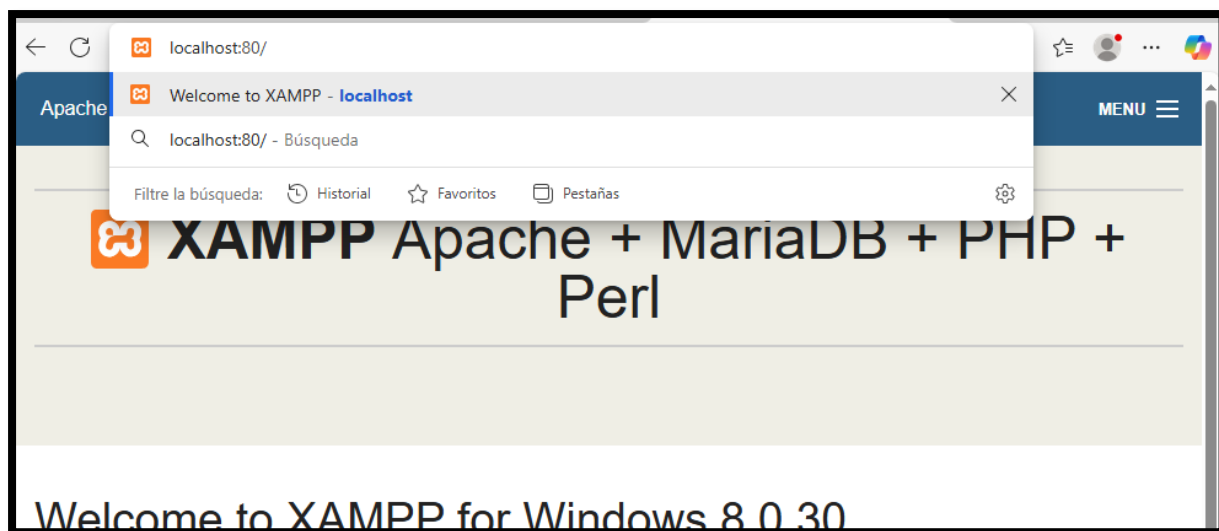 localhost:80/
Welcome to XAMPP - localhost
Apache
MENU
localhost:80/ - Búsqueda
Filtre la búsqueda: Historial Favoritos Pestañas
XAMPP Apache + MariaDB + PHP +
Perl
Welcome to XAMPP for Windows 8.0.30